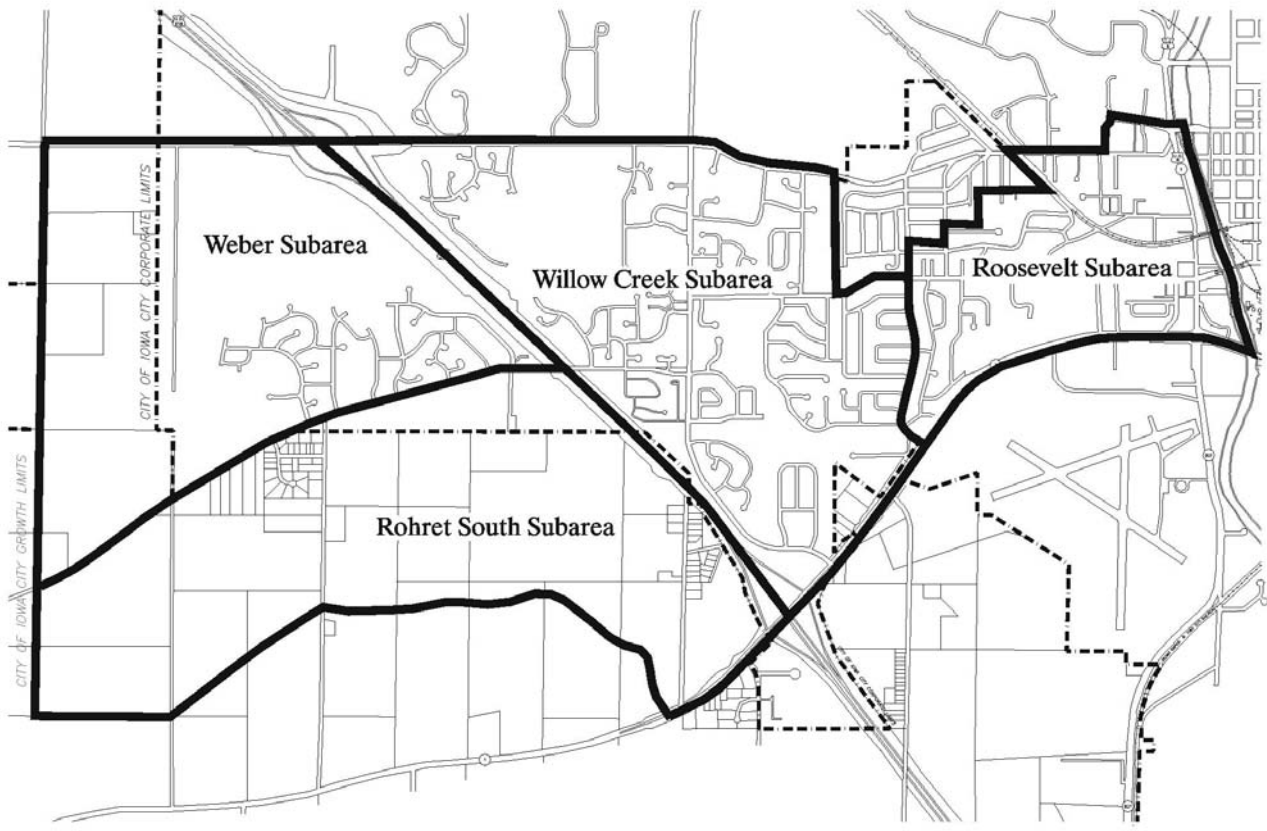 Weber Subarea
Willow Creek Subarea
Roosevelt Subarea
Rohret South Subarea
CITY OF IOWA CITY CORPORATE LIMITS
CITY OF IOWA CITY GROWTH LIMITS